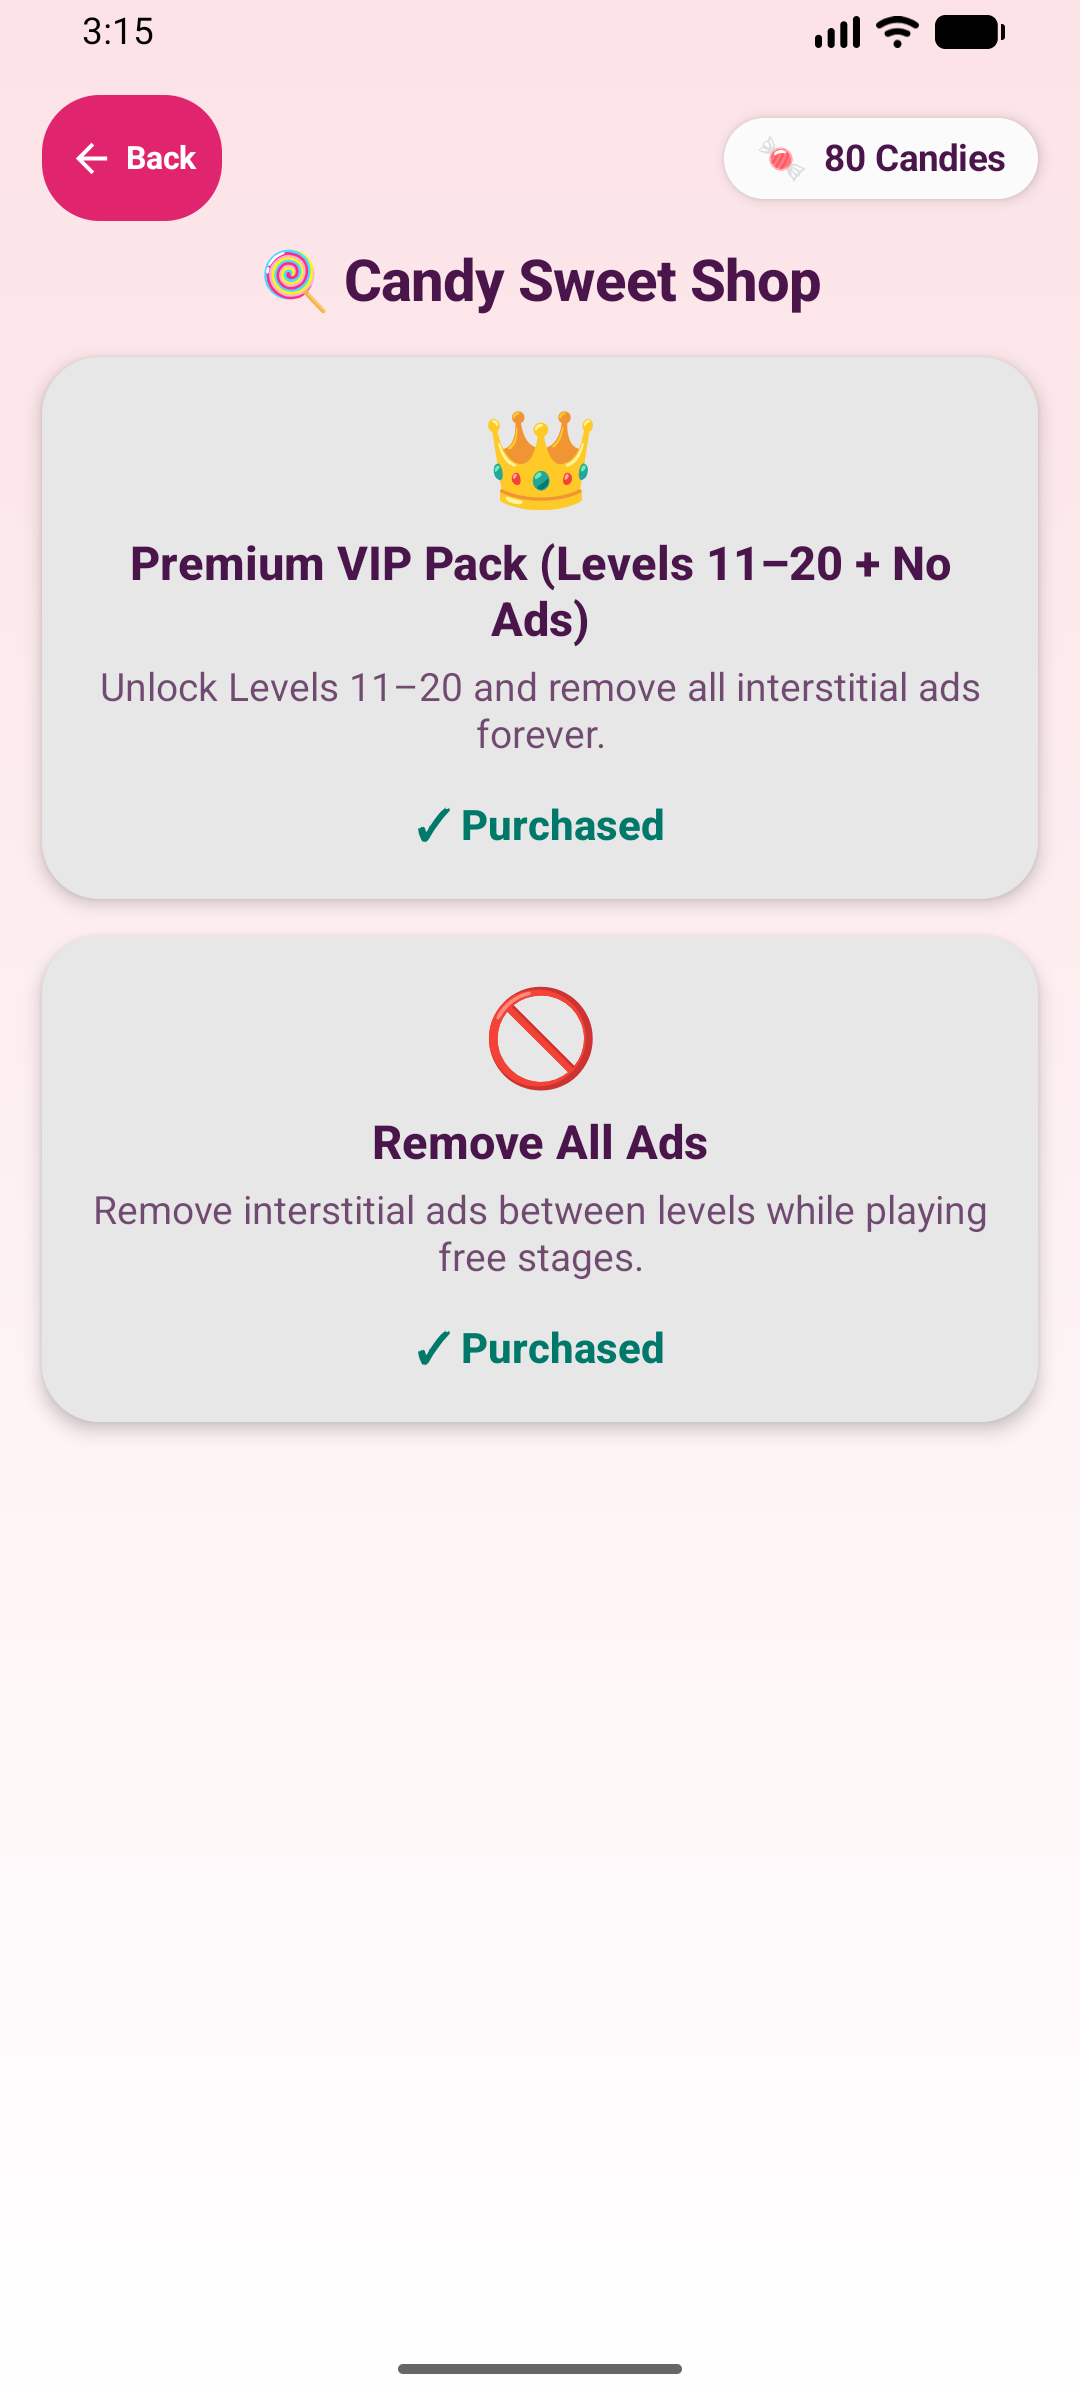 3:15
Back
80 Candies
Candy Sweet Shop
Premium VIP Pack (Levels 11–20 + No
Ads)
Unlock Levels 11–20 and remove all interstitial ads
forever.
✓ Purchased
Remove All Ads
Remove interstitial ads between levels while playing
free stages.
✓ Purchased